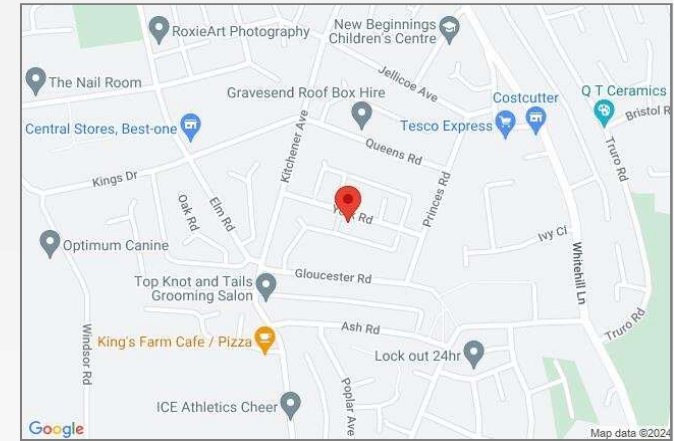 RoxieArt Photography
New Beginnings
Children's Centre
The Nail Room
Jellicoe Ave
Gravesend Roof Box Hire
Costcutter
Q T Ceramics
Bristol R
Central Stores, Best-one
Kitchener Ave
Tesco Express
Queens Rd
Truro Rd
Kings Dr
Oak Rd
Elm Rd
York Rd
Princes Rd
Optimum Canine
Ivy Cl
Whitehill Ln
Top Knot and Tails
Grooming Salon
Gloucester Rd
Windsor Rd
King's Farm Cafe / Pizza
Ash Rd
Truro Rd
Lock out 24hr
Poplar Ave
ICE Athletics Cheer
Google
Map data ©2024